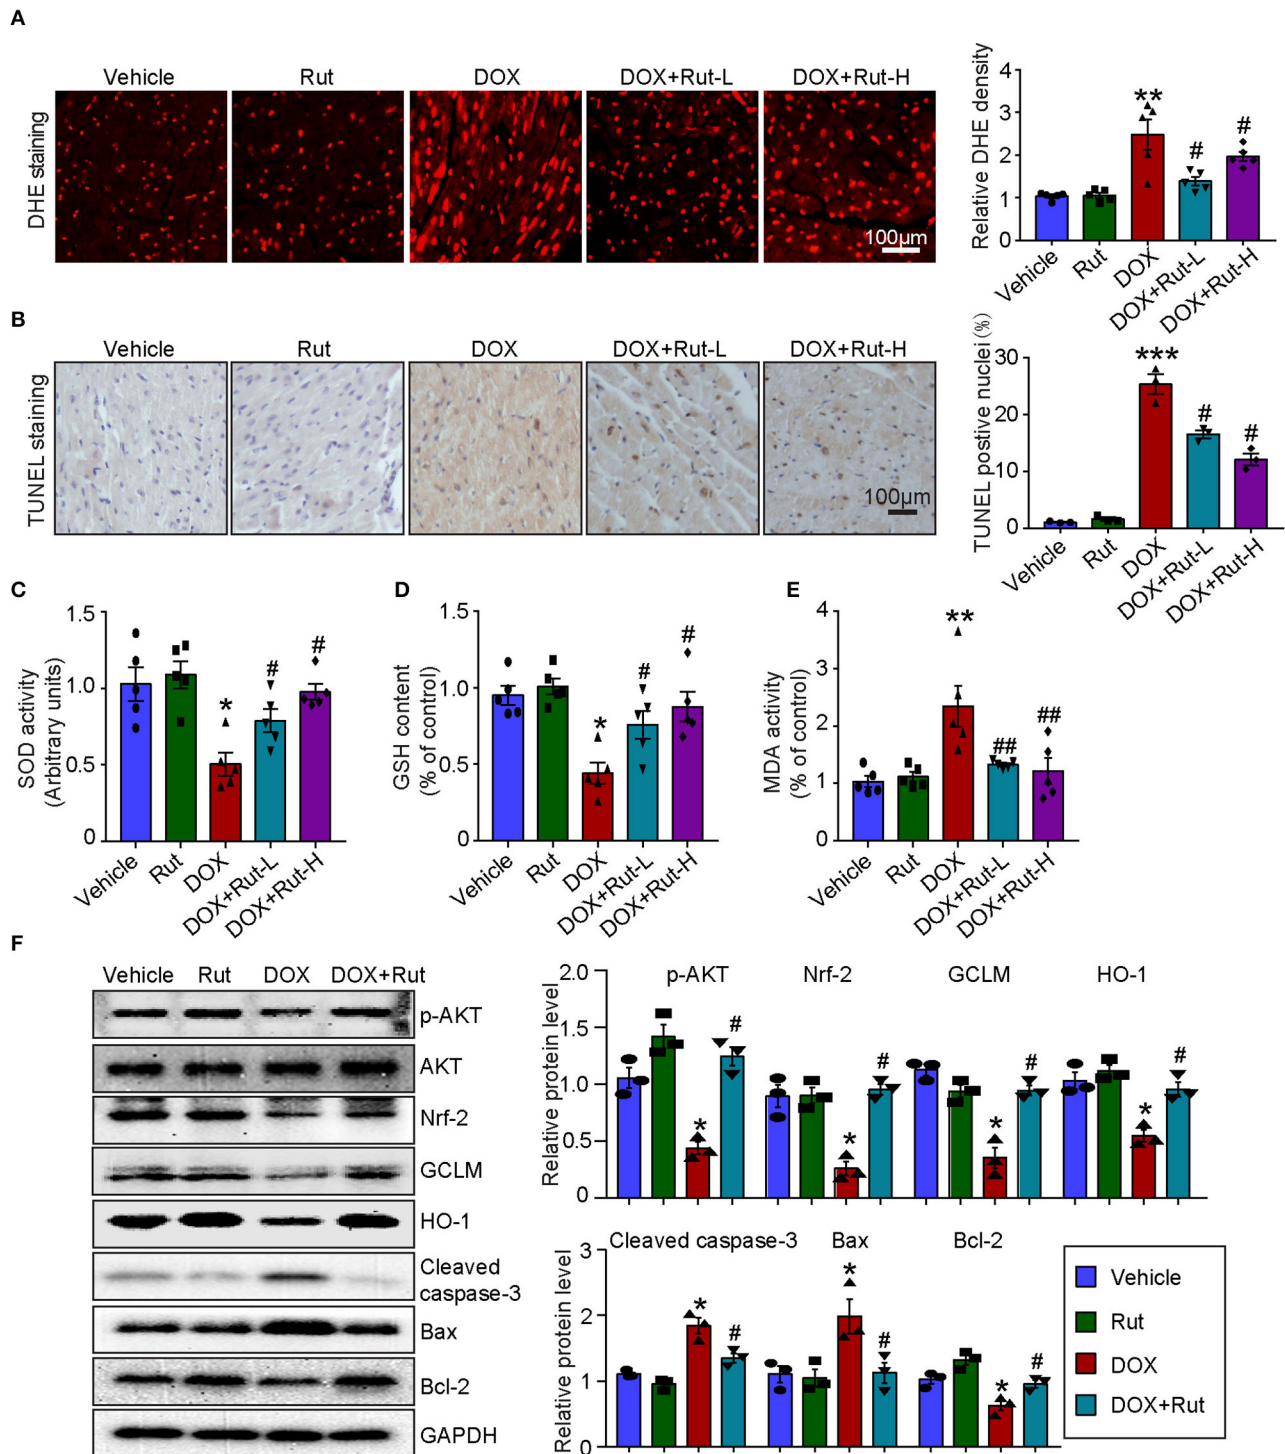 A
Vehicle Rut DOX DOX+Rut-L DOX+Rut-H
DHE staining
100μm
Relative DHE density
4
3
2
1
0
**
#
#
Vehicle
Rut
DOX
DOX+Rut-L
DOX+Rut-H
B
Vehicle Rut DOX DOX+Rut-L DOX+Rut-H
TUNEL staining
100μm
TUNEL postive nuclei(%)
30
20
10
0
***
#
#
Vehicle
Rut
DOX
DOX+Rut-L
DOX+Rut-H
C
SOD activity
(Arbitrary units)
1.5
1.0
0.5
0
*
#
#
Vehicle
Rut
DOX
DOX+Rut-L
DOX+Rut-H
D
GSH content
(% of control)
1.5
1.0
0.5
0
*
#
#
Vehicle
Rut
DOX
DOX+Rut-L
DOX+Rut-H
E
MDA activity
(% of control)
4
3
2
1
0
**
##
##
Vehicle
Rut
DOX
DOX+Rut-L
DOX+Rut-H
F
Vehicle Rut DOX DOX+Rut
p-AKT
AKT
Nrf-2
GCLM
HO-1
Cleaved
caspase-3
Bax
Bcl-2
GAPDH
Relative protein level
2.0
1.5
1.0
0.5
0
p-AKT Nrf-2 GCLM HO-1
* # * # * # * #
Relative protein level
3
2
1
0
Cleaved caspase-3 Bax Bcl-2
* # * # * #
Vehicle
Rut
DOX
DOX+Rut